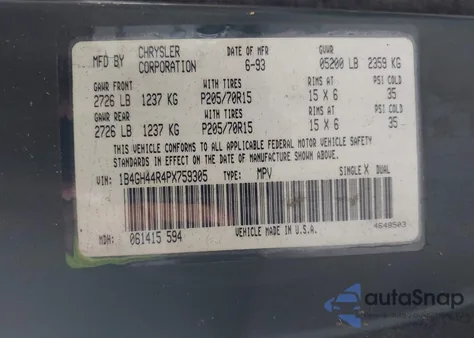 MFD BY CHRYSLER CORPORATION DATE OF MFR 6-93 GVWR 05200 LB 2359 KG
GAWR FRONT WITH TIRES RIMS AT PSI COLD
2726 LB 1237 KG P205/70R15 15 X 6 35
GAWR REAR WITH TIRES RIMS AT PSI COLD
2726 LB 1237 KG P205/70R15 15 X 6 35
THIS VEHICLE CONFORMS TO ALL APPLICABLE FEDERAL MOTOR VEHICLE SAFETY
STANDARDS IN EFFECT ON THE DATE OF MANUFACTURE SHOWN ABOVE.
VIN: 1B4GH44R4PX759305 TYPE: MPV SINGLE X DUAL
MDH: 061415 594 VEHICLE MADE IN U.S.A. 4648503
autoSnap